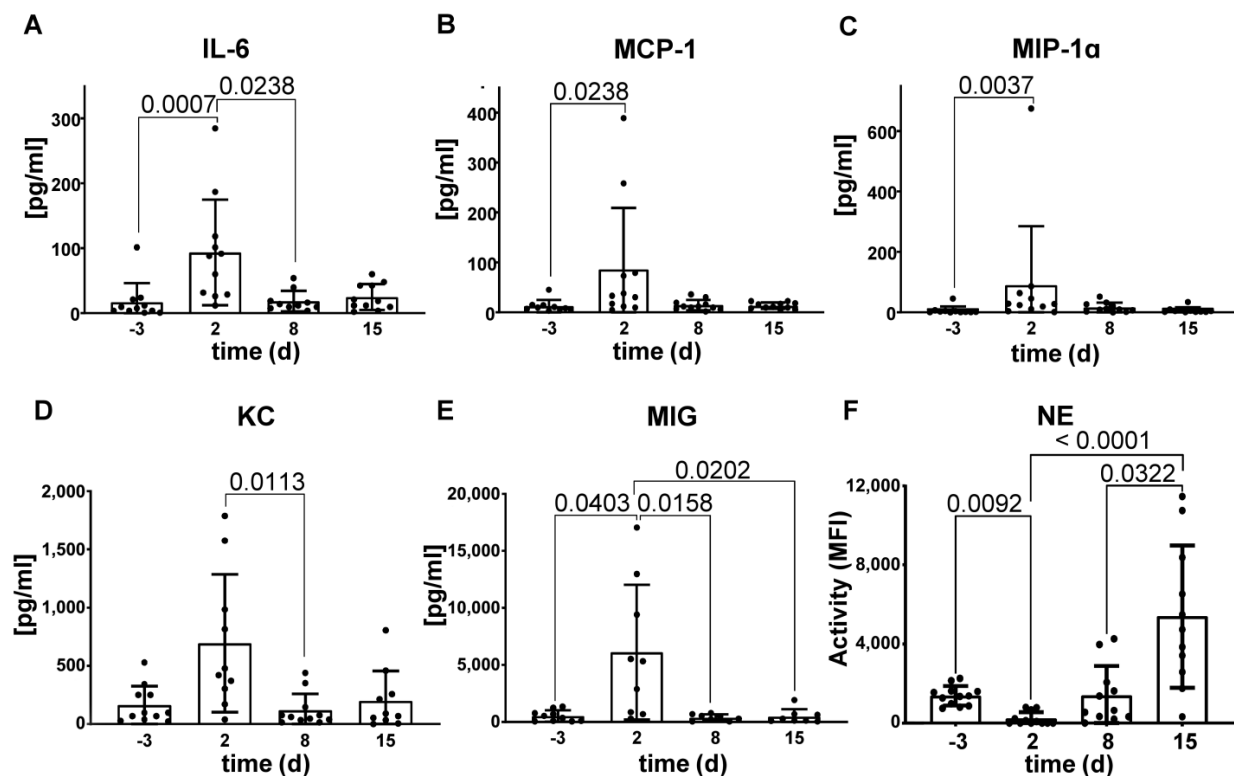 A
IL-6
0.0007
0.0238
[pg/ml]
300
200
100
0
-3 2 8 15
time (d)
B
MCP-1
0.0238
[pg/ml]
400
300
200
100
0
-3 2 8 15
time (d)
C
MIP-1α
0.0037
[pg/ml]
600
400
200
0
-3 2 8 15
time (d)
D
KC
0.0113
[pg/ml]
2,000
1,500
1,000
500
0
-3 2 8 15
time (d)
E
MIG
0.0202
0.0403
0.0158
[pg/ml]
20,000
15,000
10,000
5,000
0
-3 2 8 15
time (d)
F
NE
< 0.0001
0.0322
0.0092
Activity (MFI)
12,000
8,000
4,000
0
-3 2 8 15
time (d)